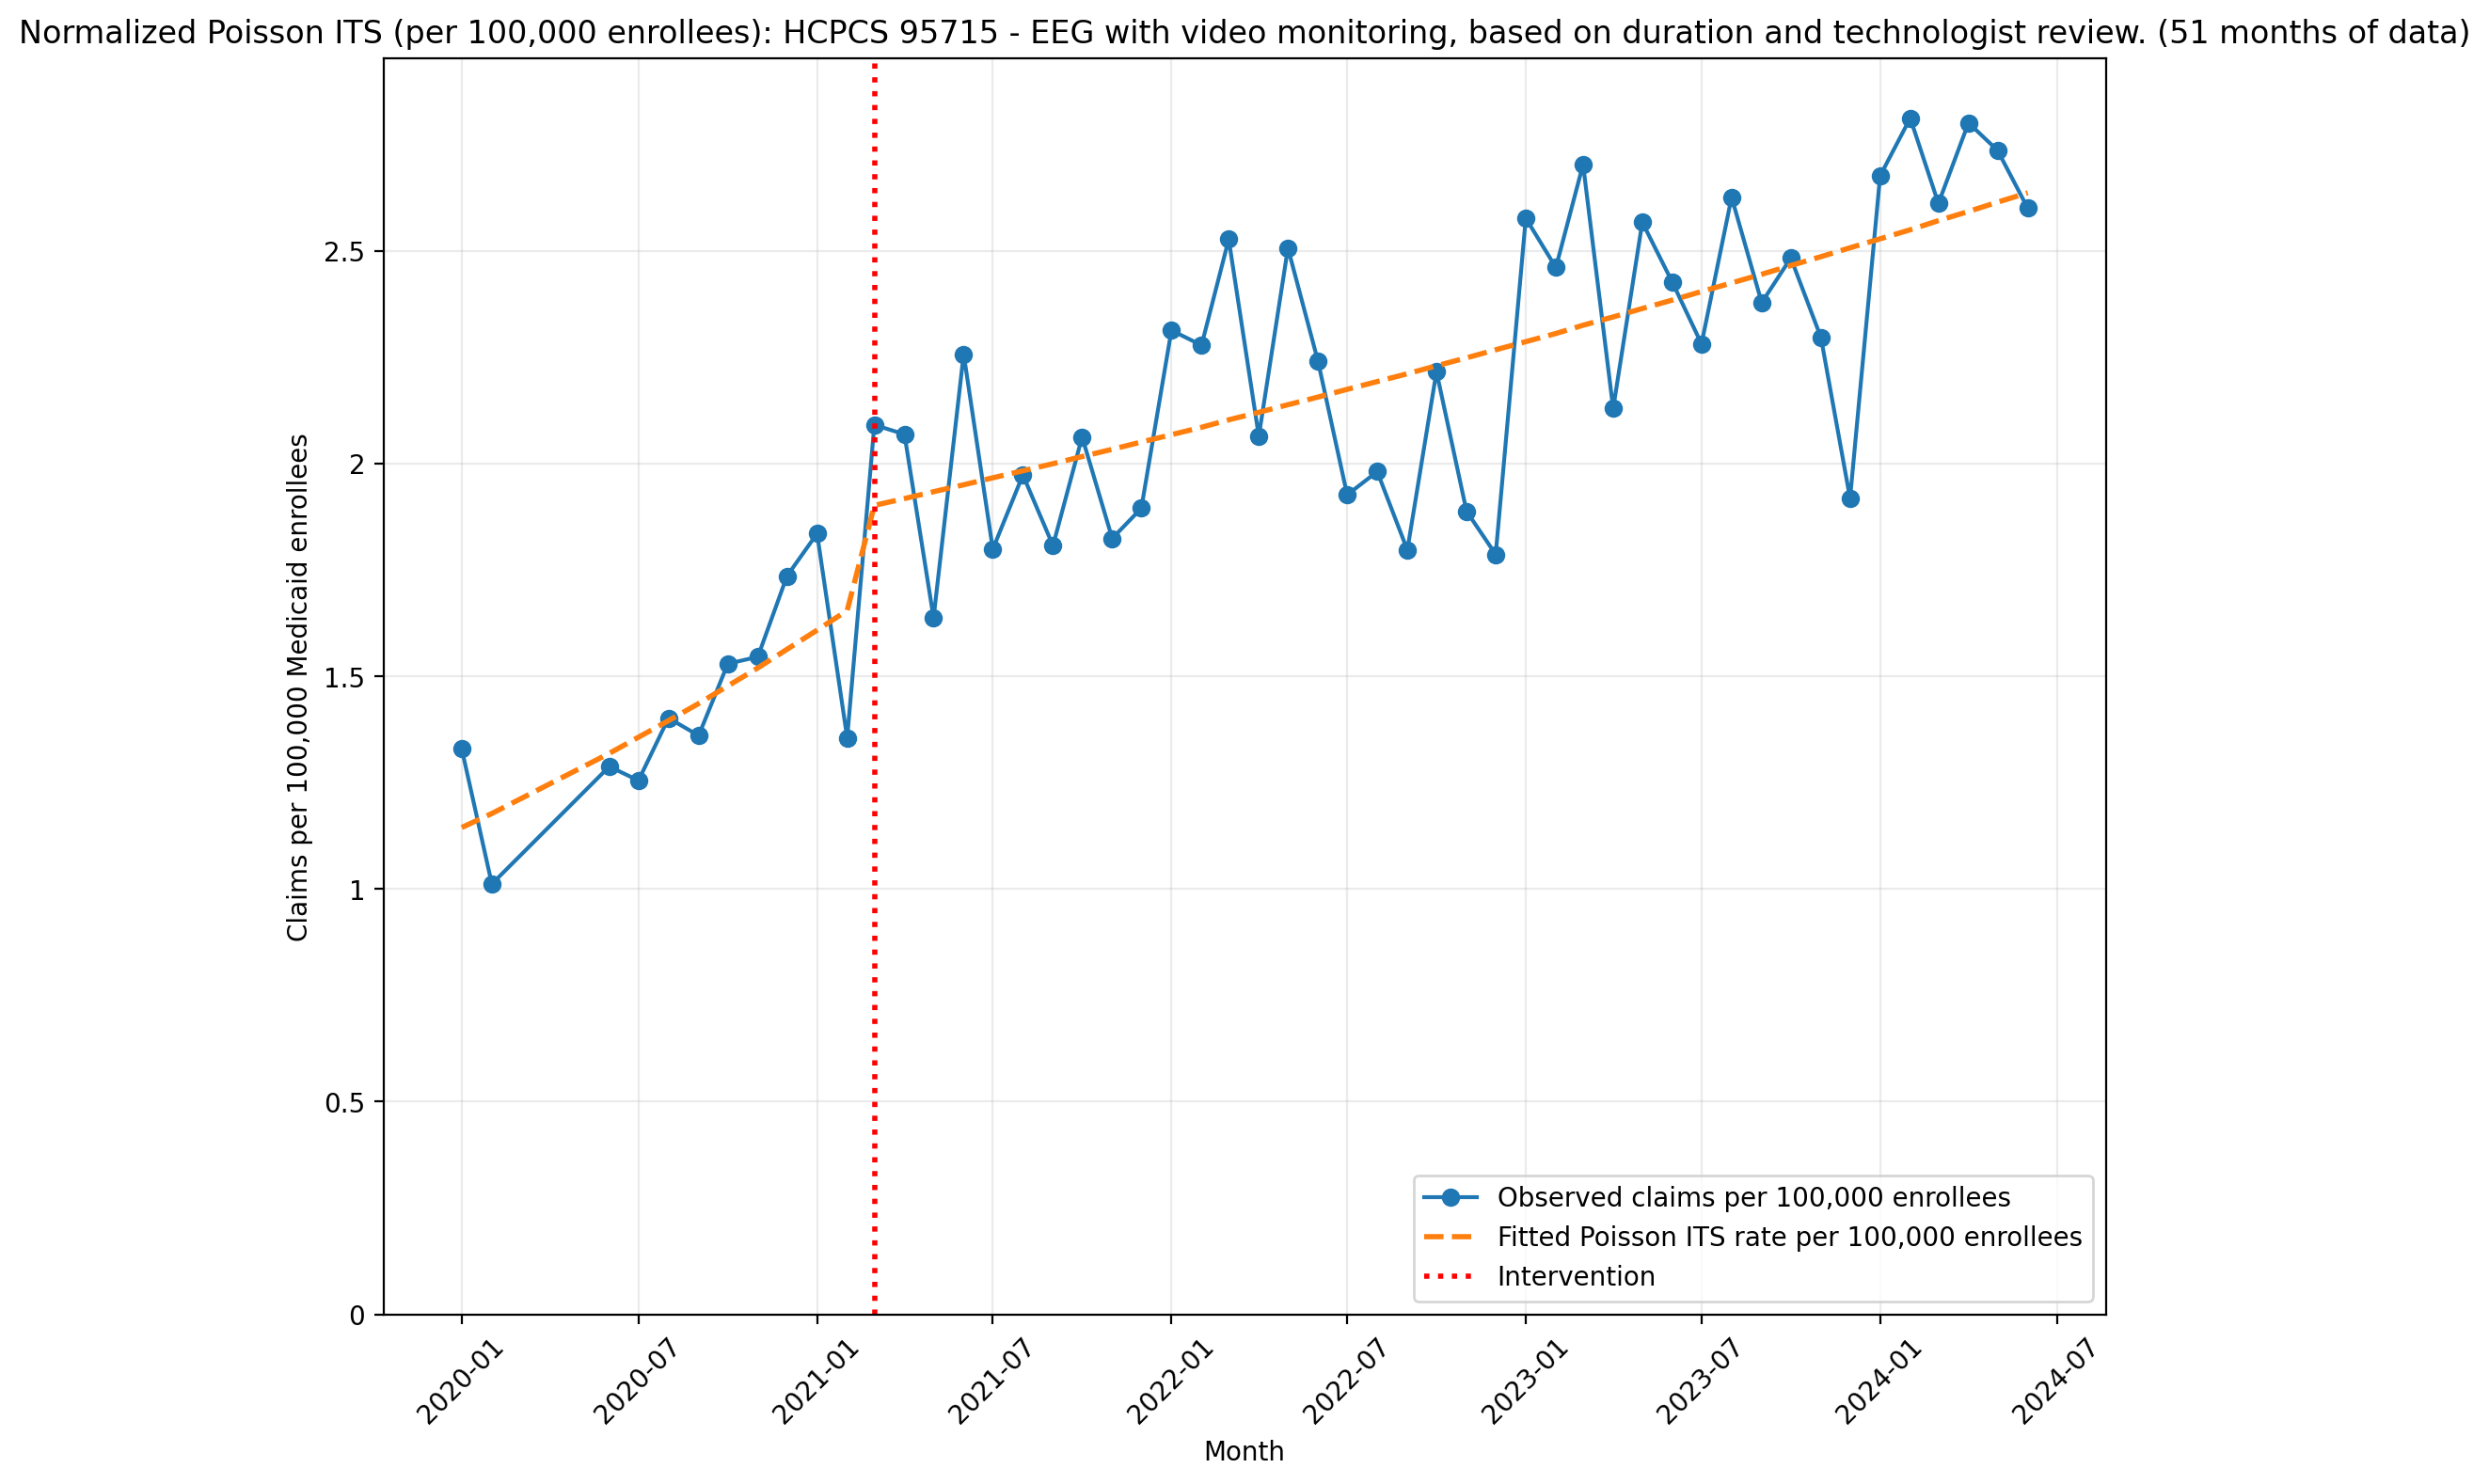 Normalized Poisson ITS (per 100,000 enrollees): HCPCS 95715 - EEG with video monitoring, based on duration and technologist review. (51 months of data)
Claims per 100,000 Medicaid enrollees
2.5
2
1.5
1
0.5
0
Observed claims per 100,000 enrollees
Fitted Poisson ITS rate per 100,000 enrollees
Intervention
2020-01
2020-07
2021-01
2021-07
2022-01
2022-07
2023-01
2023-07
2024-01
2024-07
Month